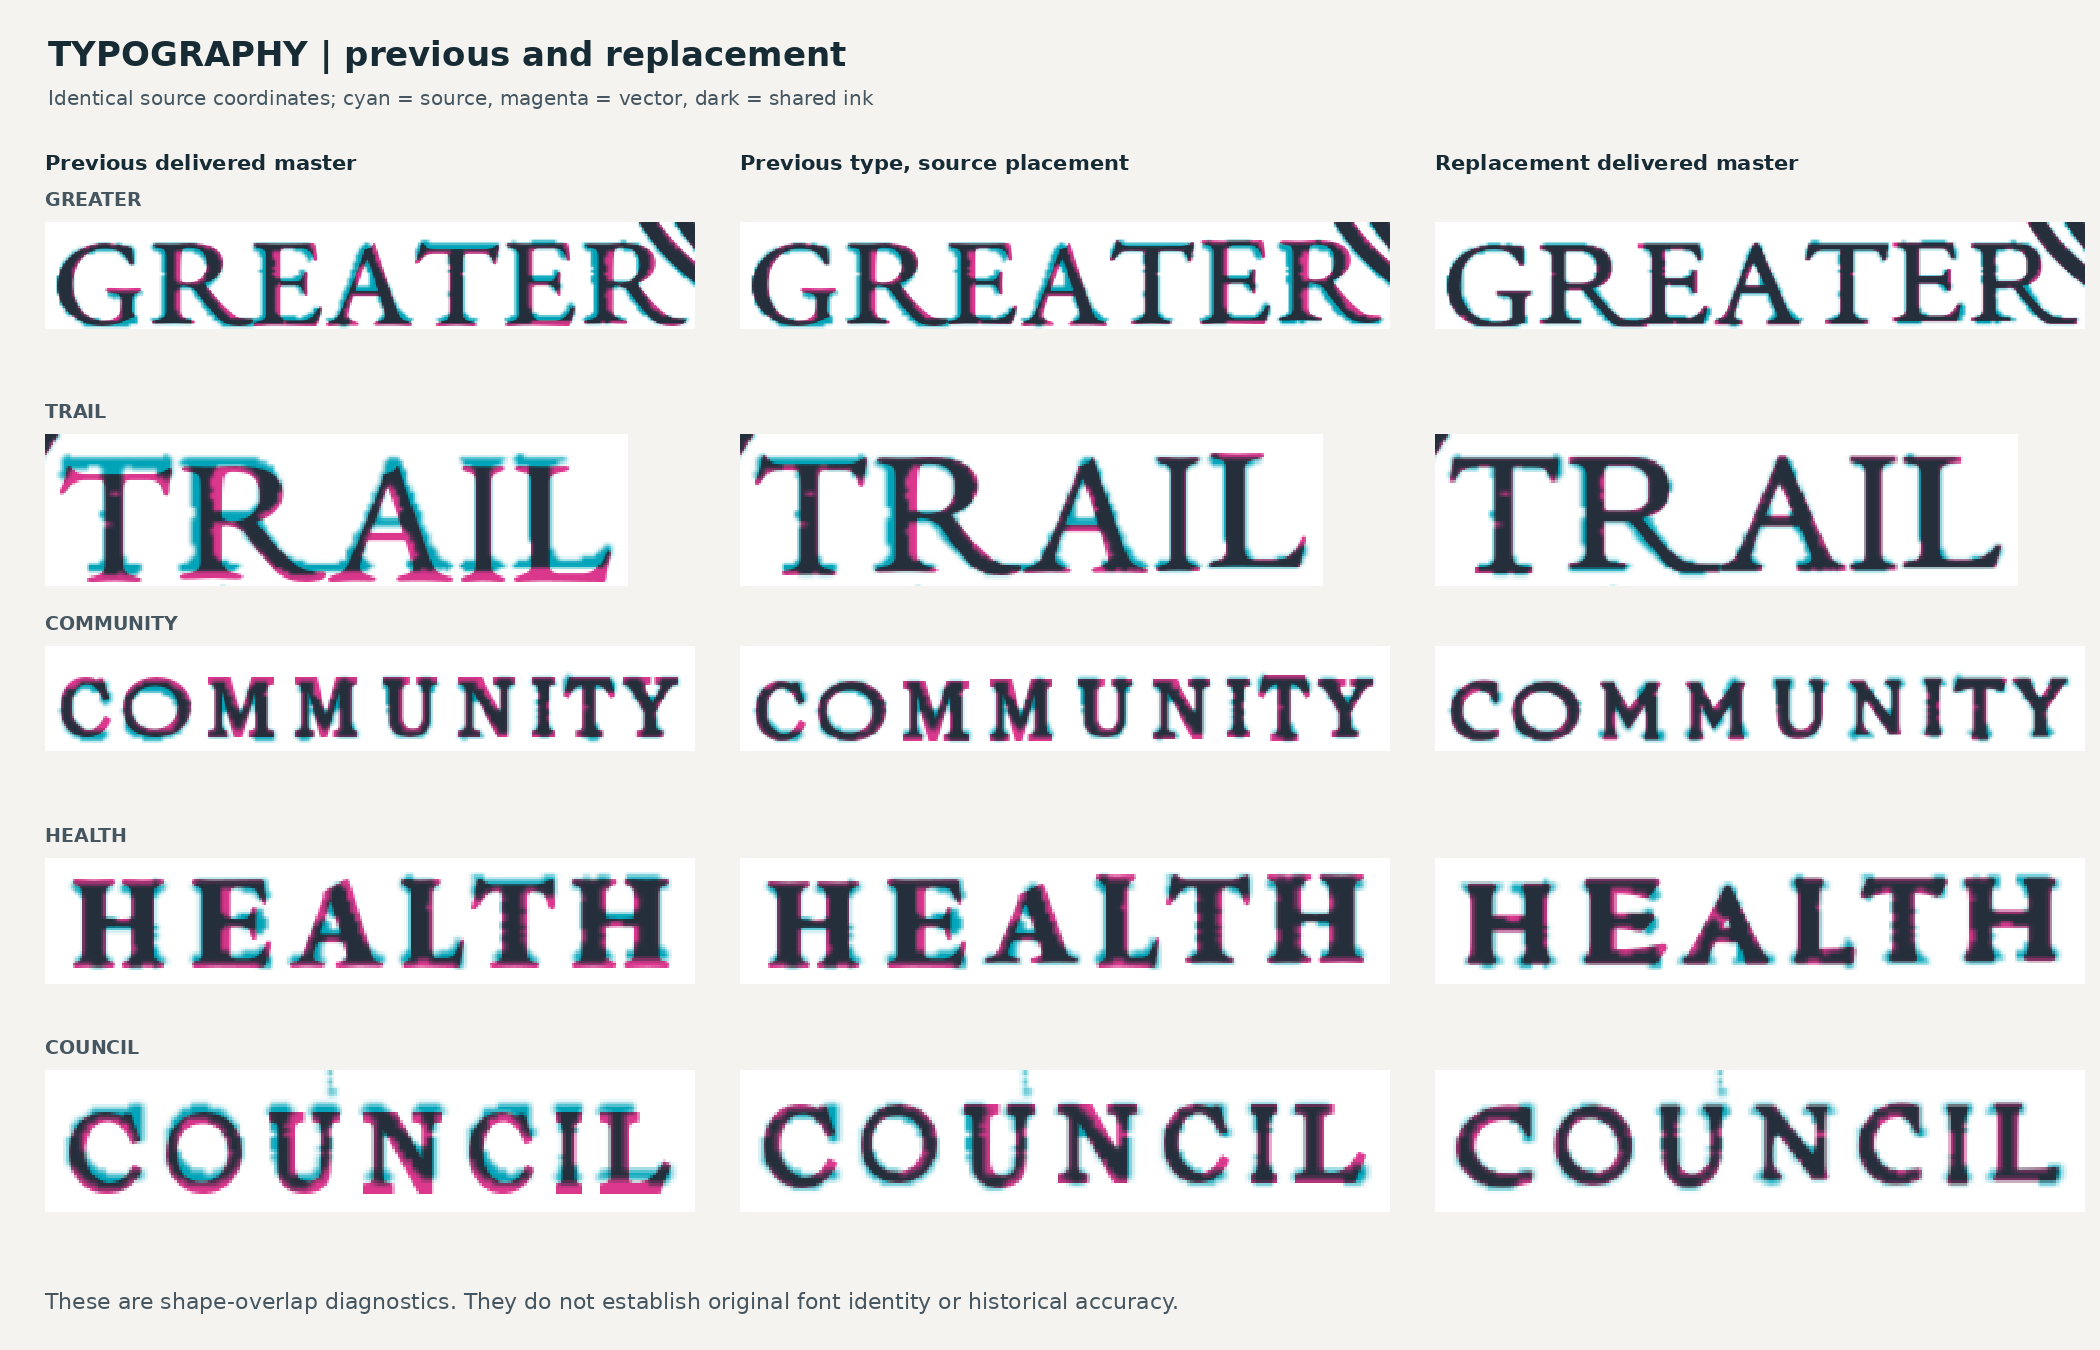 TYPOGRAPHY | previous and replacement
Identical source coordinates; cyan = source, magenta = vector, dark = shared ink
Previous delivered master Previous type, source placement Replacement delivered master
GREATER
GREATER GREATER GREATER
TRAIL
TRAIL TRAIL TRAIL
COMMUNITY
COMMUNITY COMMUNITY COMMUNITY
HEALTH
HEALTH HEALTH HEALTH
COUNCIL
COUNCIL COUNCIL COUNCIL
These are shape-overlap diagnostics. They do not establish original font identity or historical accuracy.